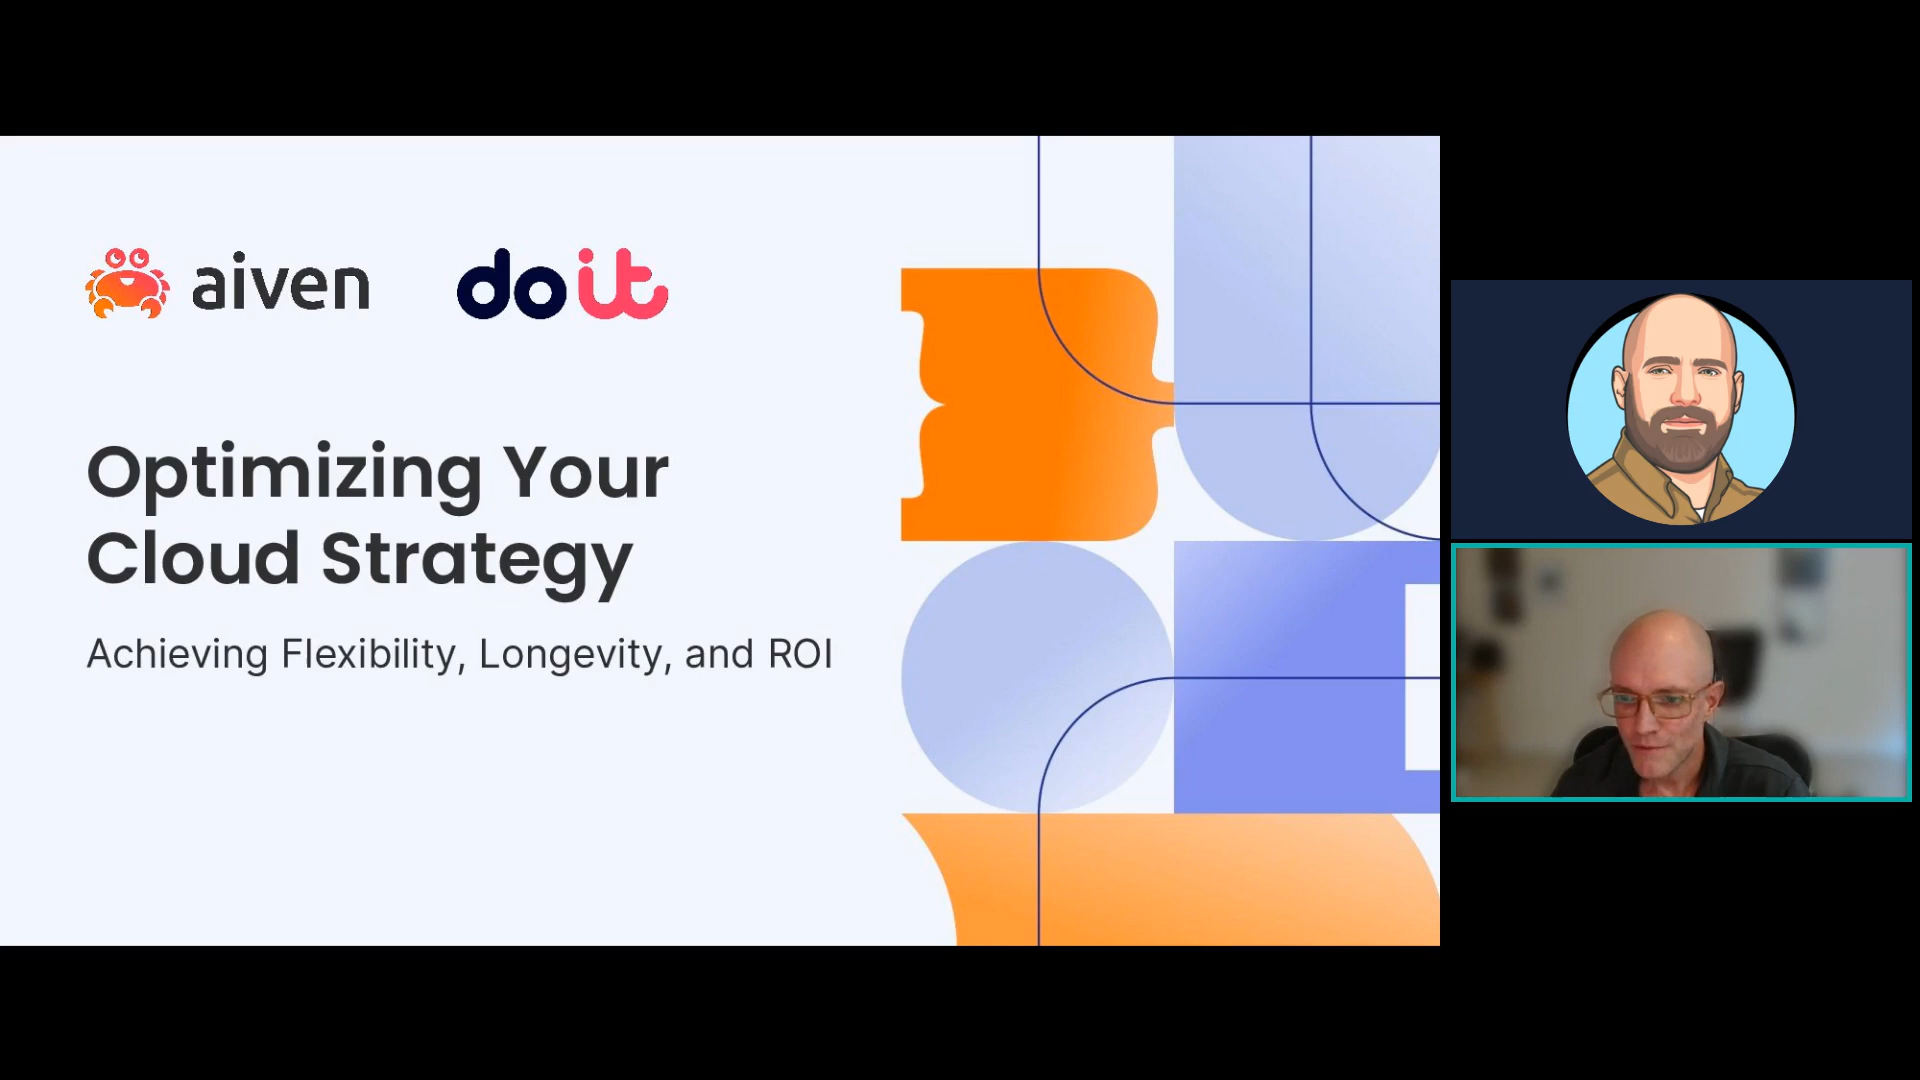 aiven
doit
Optimizing Your
Cloud Strategy
Achieving Flexibility, Longevity, and ROI